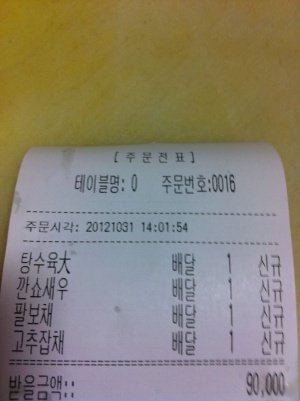 [주문전표]
테이블명: 0 주문번호:0016
주문시각: 20121031 14:01:54
탕수육大 배달 1 신규
깐쇼새우 배달 1 신규
팔보채 배달 1 신규
고추잡채 배달 1 신규
받을금액:: 90,000